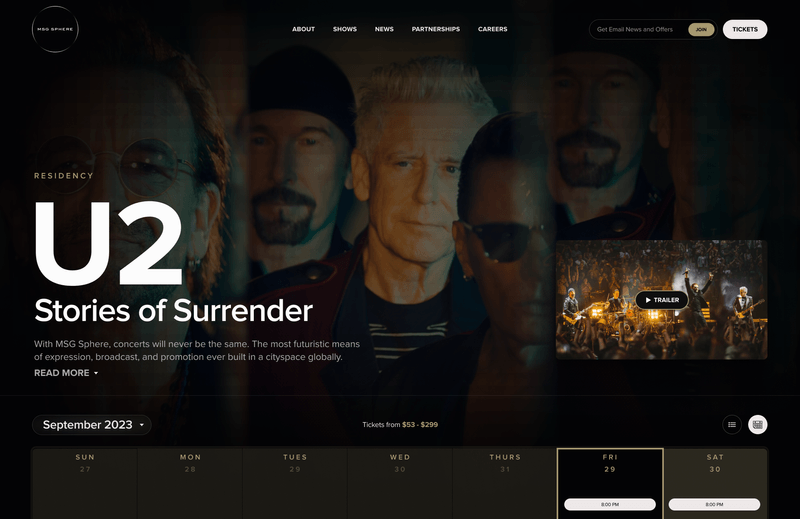 MSG SPHERE
ABOUT
SHOWS
NEWS
PARTNERSHIPS
CAREERS
Get Email News and Offers
JOIN
TICKETS
RESIDENCY
U2
Stories of Surrender
With MSG Sphere, concerts will never be the same. The most futuristic means
of expression, broadcast, and promotion ever built in a cityspace globally.
READ MORE
TRAILER
September 2023
Tickets from $53 - $299
SUN
27
MON
28
TUES
29
WED
30
THURS
31
FRI
29
SAT
30
8:00 PM
8:00 PM